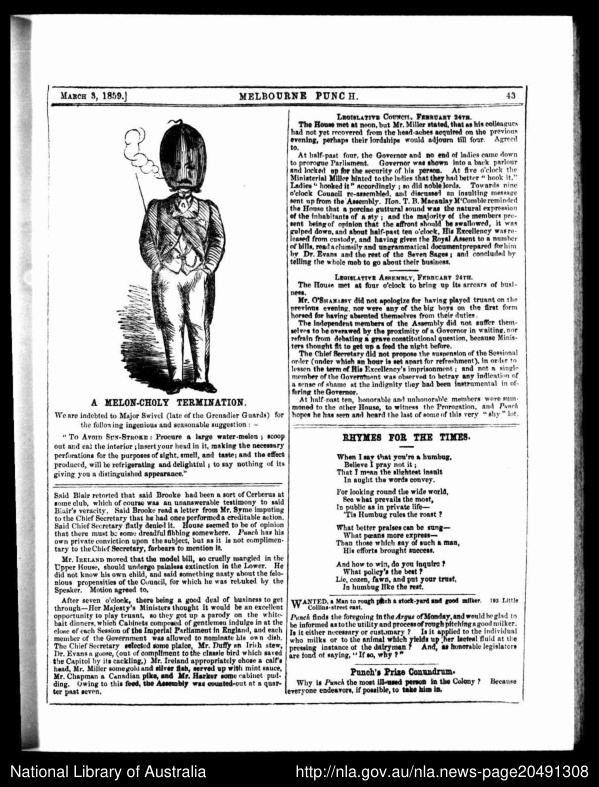 MARCH 3, 1859.]
MELBOURNE PUNCH.
43
A MELON-CHOLY TERMINATION.
We are indebted to Major Swivel (late of the Grenadier Guards) for
the following ingenious and seasonable suggestion : –
" TO AVOID SUN-STROKE : Procure a large water-melon ; scoop
out and eat the interior ; insert your head in it, making the necessary
perforations for the purposes of sight, smell, and taste; and the effect
produced, will be refrigerating and delightful ; to say nothing of its
giving you a distinguished appearance."
Said Blair retorted that said Brooke had been a sort of Cerberus at
some club, which of course was an unanswerable testimony to said
Blair's veracity, Said Brooke read a letter from Mr. Syme imputing
to the Chief Secretary that he had once performed a creditable action.
Said Chief Secretary flatly denied it. House seemed to be of opinion
that there must be some dreadful fibbing somewhere. Punch has his
own private conviction upon the subject, but as it is not complimen-
tary to the Chief Secretary, forbears to mention it.
Mr. IRELAND moved that the model bill, so cruelly mangled in the
Upper House, should undergo painless extinction in the Lower. He
did not know his own child, and said something nasty about the felo-
nious propensities of the Council, for which he was rebuked by the
Speaker. Motion agreed to.
After seven o'clock, there being a good deal of business to get
through—Her Majesty's Ministers thought it would be an excellent
opportunity to play truant, so they got up a parody on the white-
bait dinners, which Cabinets composed of gentlemen indulge in at the
close of each Session of the Imperial Parliament in England, and each
member of the Government was allowed to nominate his own dish.
The Chief Secretary selected some plaice, Mr. Duffy an Irish stew,
Dr. Evans a goose, (out of compliment to the classic bird which saved
the Capitol by its cackling,) Mr. Ireland appropriately chose a calf's
head, Mr. Miller some gold and silver fish, served up with mint sauce,
Mr. Chapman a Canadian pike, and Mr. Harker some cabinet pud-
ding. Owing to this feed, the Assembly was counted-out at a quar-
ter past seven.
LEGISLATIVE COUNCIL, FEBRUARY 24TH.
The House met at noon, but Mr. Miller stated, that as his colleagues
had not yet recovered from the head-aches acquired on the previous
evening, perhaps their lordships would adjourn till four. Agreed
to.
At half-past four, the Governor and no end of ladies came down
to prorogue Parliament. Governor was shown into a back parlour
and locked up for the security of his person. At five o'clock the
Ministerial Miller hinted to the ladies that they had better " hook it."
Ladies " hooked it" accordingly ; so did noble lords. Towards nine
o'clock Council re-assembled, and discussed an insulting message
sent up from the Assembly. Hon. T. B. Macaulay M'Comble reminded
the House that a porcine guttural sound was the natural expression
of the inhabitants of a sty ; and the majority of the members pre-
sent being of opinion that the affront should be swallowed, it was
gulped down, and about half-past ten o'clock, His Excellency was re-
leased from custody, and having given the Royal Assent to a number
of bills, read a clumsily and ungrammatical document prepared for him
by Dr. Evans and the rest of the Seven Sages ; and concluded by
telling the whole mob to go about their business.
LEGISLATIVE ASSEMBLY, FEBRUARY 24TH.
The House met at four o'clock to bring up its arrears of busi-
ness.
Mr. O'SHANASSY did not apologize for having played truant on the
previous evening, nor were any of the big boys on the first form
horsed for having absented themselves from their duties.
The independent members of the Assembly did not suffer them-
selves to be overawed by the proximity of a Governor in waiting, nor
refrain from debating a grave constitutional question, because Minis-
ters thought fit to get up a feed the night before.
The Chief Secretary did not propose the suspension of the Sessional
order (under which an hour is set apart for refreshment), in order to
lessen the term of His Excellency's imprisonment ; and not a single
member of the Government was observed to betray any indication of
a sense of shame at the indignity they had been instrumental in of-
fering the Governor.
At half-past ten, honorable and unhonorable members were sum-
moned to the other House, to witness the Prorogation, and Punch
hopes he has seen and heard the last of some of this very "shy" lot.
RHYMES FOR THE TIMES.
When I say that you're a humbug,
Believe I pray not it ;
That I mean the slightest insult
In aught the words convey.
For looking round the wide world,
See what prevails the most,
In public as in private life—
'Tis Humbug rules the roast ?
What better praises can be sung—
What pæans more express—
Than those which say of such a man,
His efforts brought success.
And how to win, do you inquire ?
What policy's the best ?
Lie, cozen, fawn, and put your trust,
In humbug like the rest.
WANTED, a Man to rough pitch a stock-yard and good milker. 193 Little
Collins-street east.
Punch finds the foregoing in the Argus of Monday, and would be glad to
be informed as to the utility and process of rough pitching a good milker.
Is it either necessary or customary ? Is it applied to the individual
who milks or to the animal which yields up her lacteal fluid at the
pressing instance of the dairyman ? And, as honorable legislators
are fond of saying, "If so, why ?"
Punch's Prize Conundrum.
Why is Punch the most ill-used person in the Colony ? Because
everyone endeavors, if possible, to take him in.
National Library of Australia
http://nla.gov.au/nla.news-page20491308